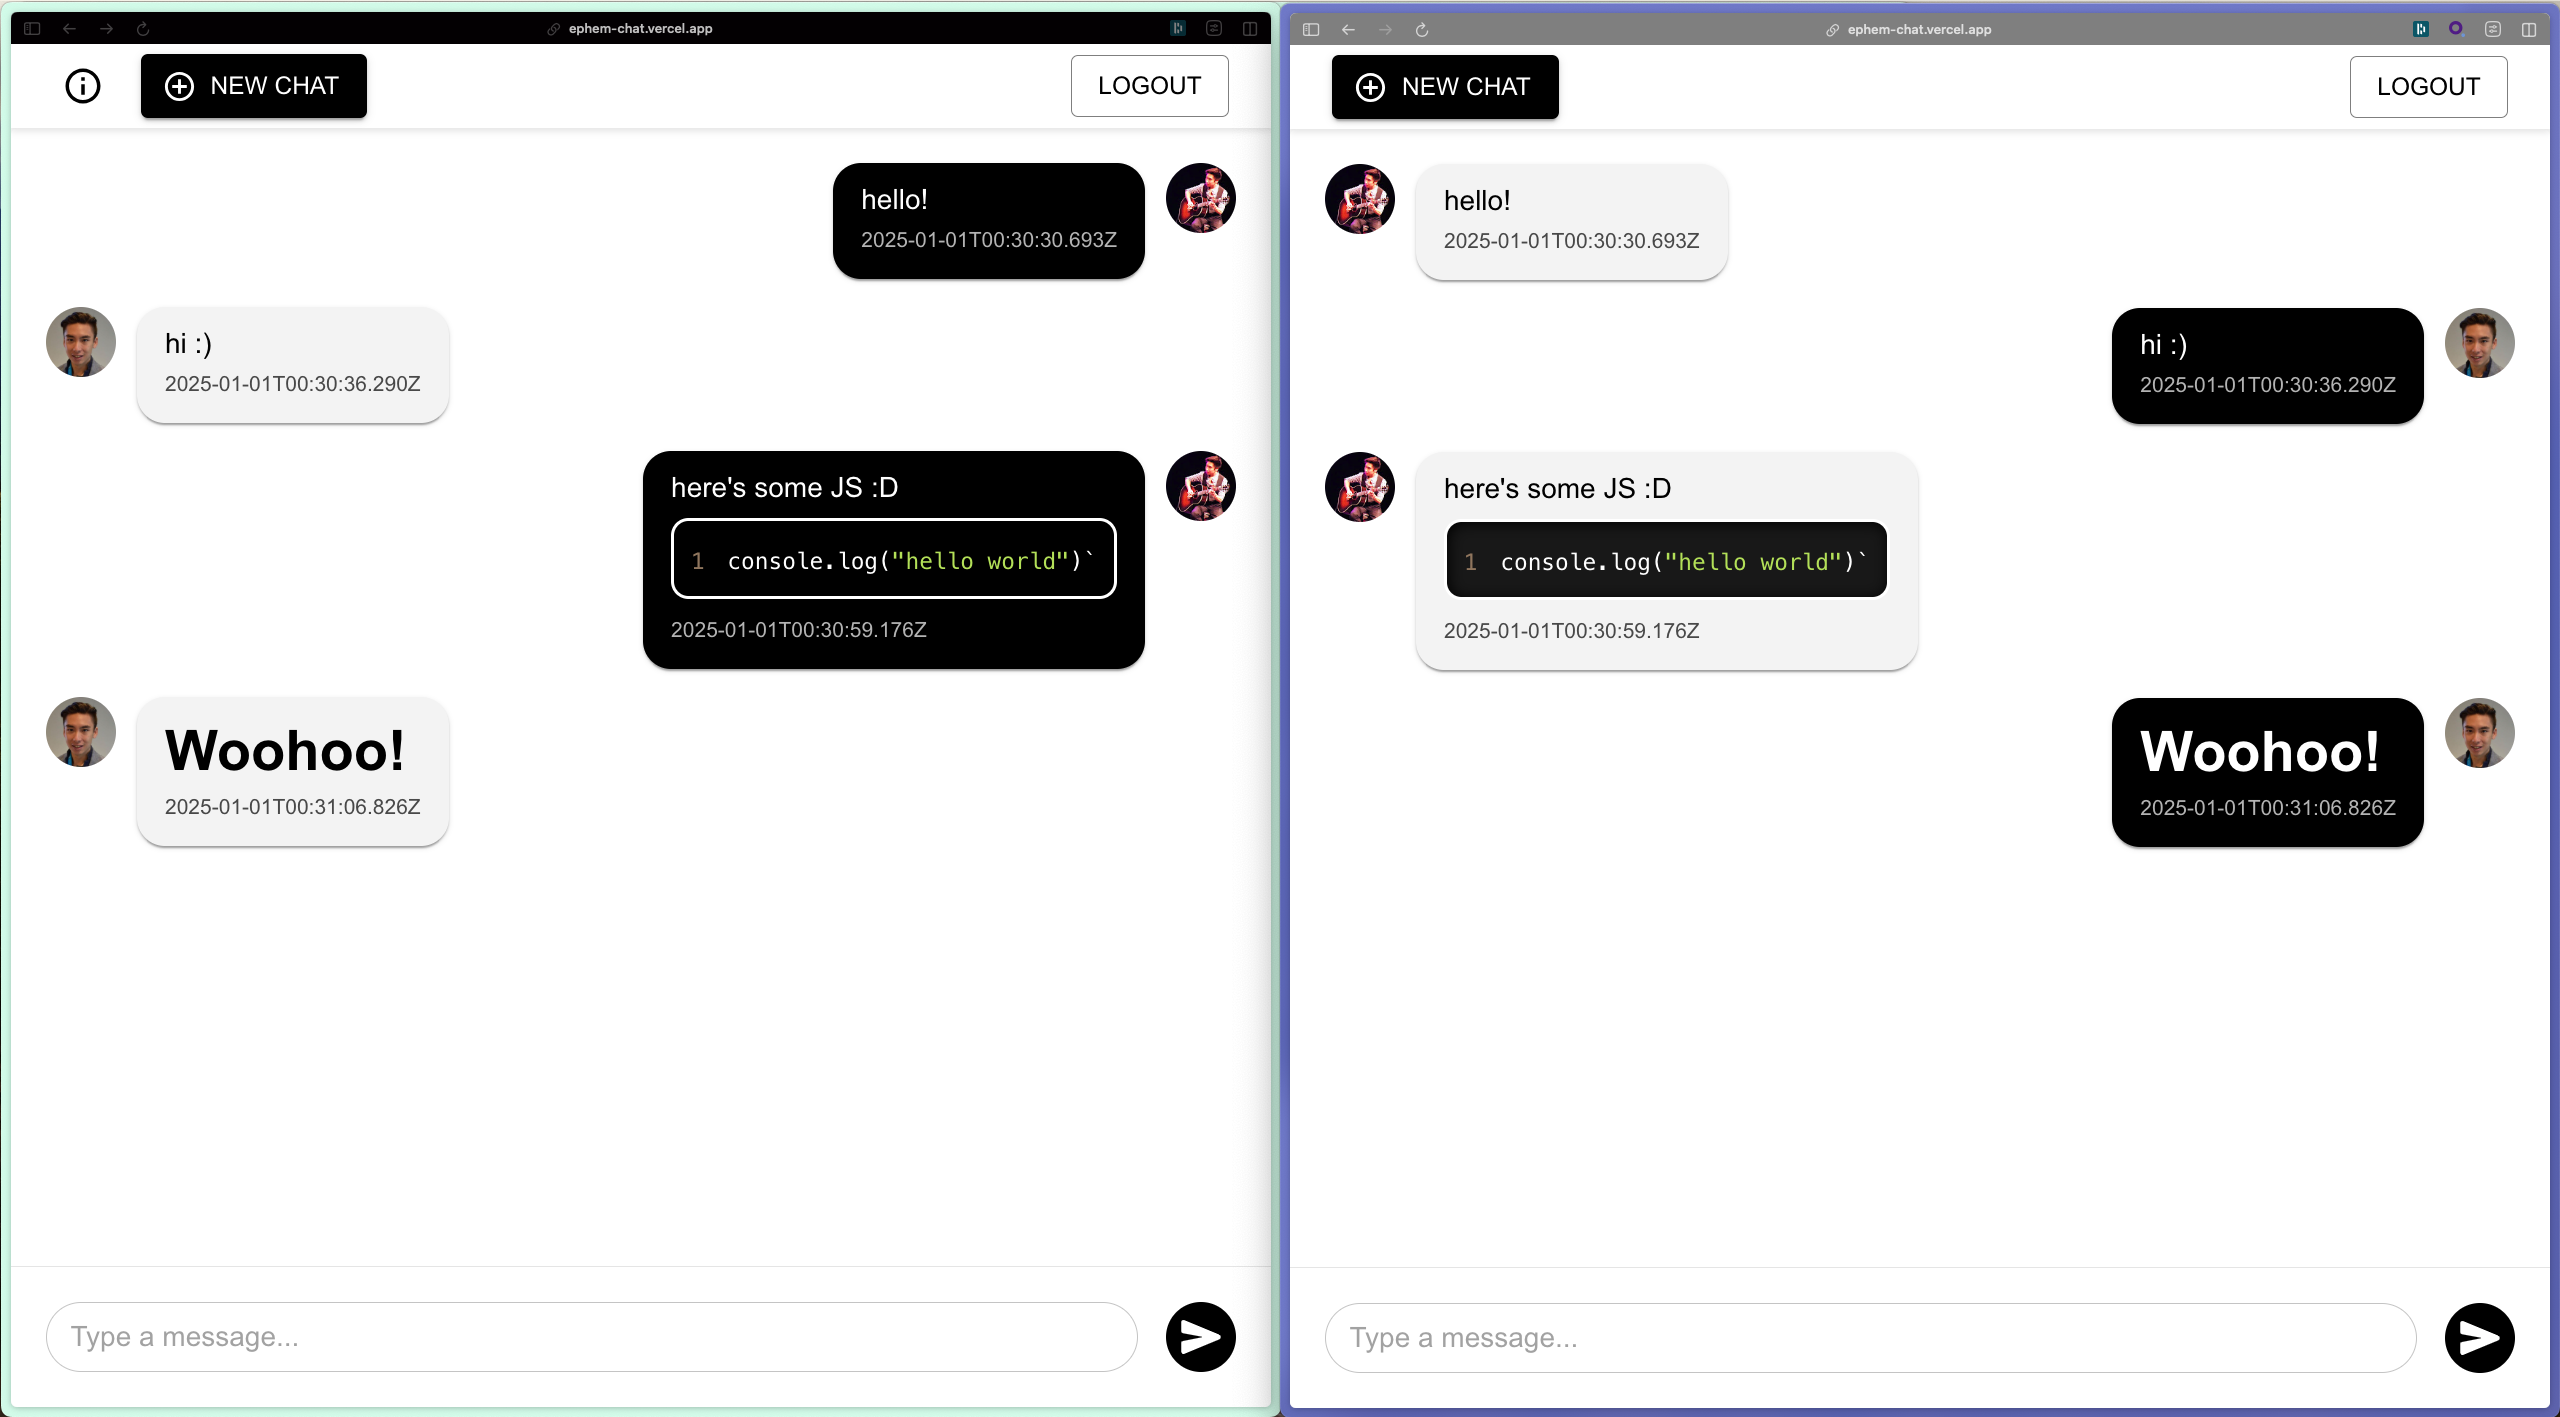 ephem-chat.vercel.app
NEW CHAT
LOGOUT
hello!
2025-01-01T00:30:30.693Z
hi :)
2025-01-01T00:30:36.290Z
here's some JS :D
1 console.log("hello world")`
2025-01-01T00:30:59.176Z
Woohoo!
2025-01-01T00:31:06.826Z
Type a message...
ephem-chat.vercel.app
NEW CHAT
LOGOUT
hello!
2025-01-01T00:30:30.693Z
hi :)
2025-01-01T00:30:36.290Z
here's some JS :D
1 console.log("hello world")`
2025-01-01T00:30:59.176Z
Woohoo!
2025-01-01T00:31:06.826Z
Type a message...